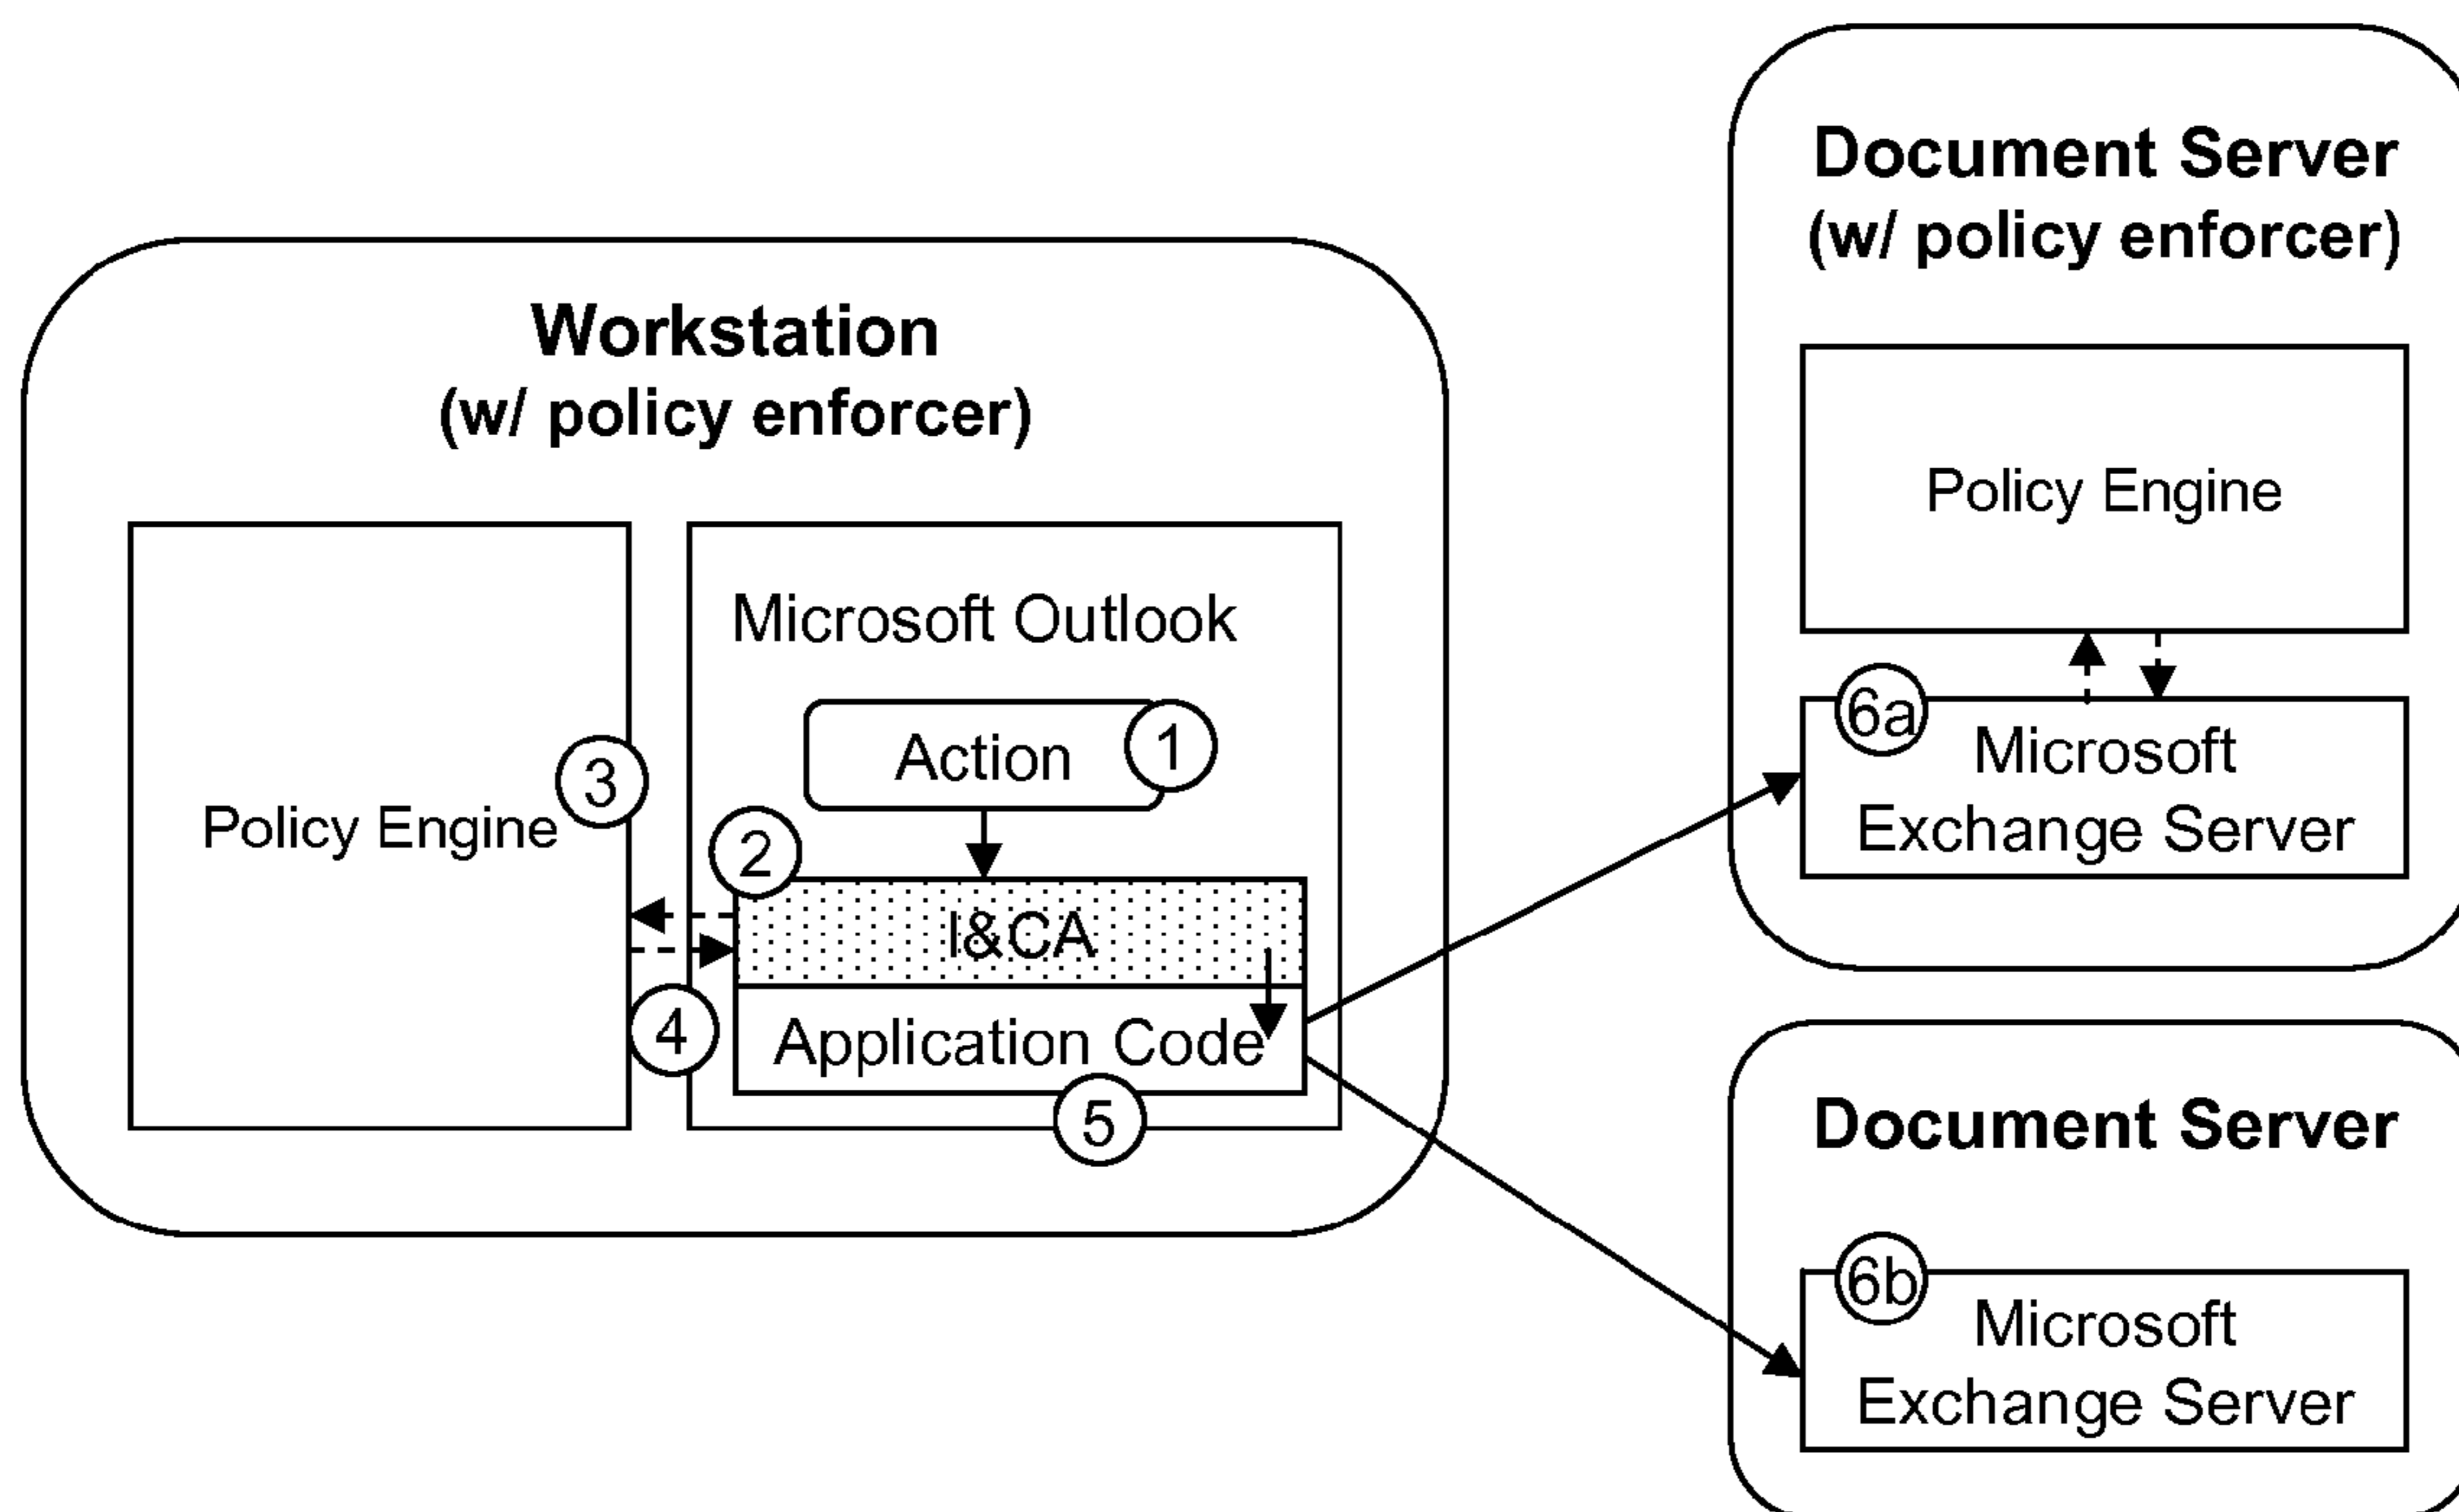 Workstation
(w/ policy enforcer)
Policy Engine
3
Microsoft Outlook
Action
1
2
I&CA
4
Application Code
5
Document Server
(w/ policy enforcer)
Policy Engine
6a
Microsoft
Exchange Server
Document Server
6b
Microsoft
Exchange Server